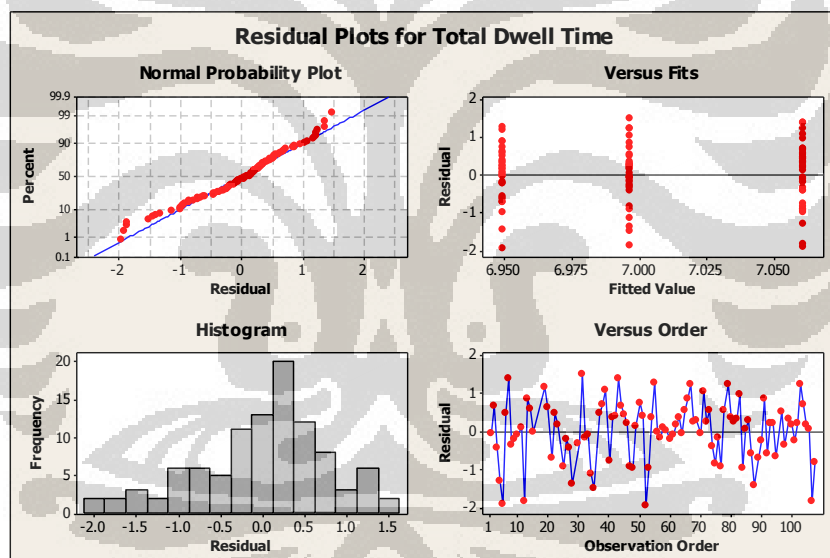 Residual Plots for Total Dwell Time
Normal Probability Plot
99.9
99
90
50
10
1
0.1
Percent
-2 -1 0 1 2
Residual
Versus Fits
2
1
0
-1
-2
Residual
6.950 6.975 7.000 7.025 7.050
Fitted Value
Histogram
20
15
10
5
0
Frequency
-2.0 -1.5 -1.0 -0.5 0.0 0.5 1.0 1.5
Residual
Versus Order
2
1
0
-1
-2
Residual
1 10 20 30 40 50 60 70 80 90 100
Observation Order